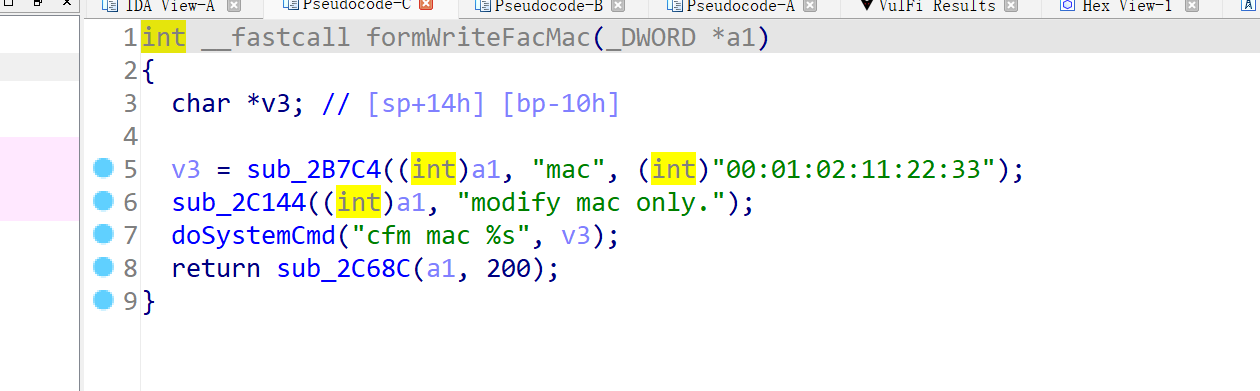 IDA View-A Pseudocode-C Pseudocode-B Pseudocode-A VulFi Results Hex View-1
1 int __fastcall formWriteFacMac(_DWORD *a1)
2 {
3 char *v3; // [sp+14h] [bp-10h]
4
5 v3 = sub_2B7C4((int)a1, "mac", (int)"00:01:02:11:22:33");
6 sub_2C144((int)a1, "modify mac only.");
7 doSystemCmd("cfm mac %s", v3);
8 return sub_2C68C(a1, 200);
9 }